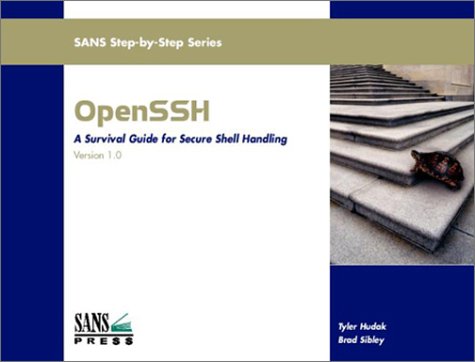 SANS Step-by-Step Series
OpenSSH
A Survival Guide for Secure Shell Handling
Version 1.0
Tyler Hudak
Brad Sibley
SANS
PRESS